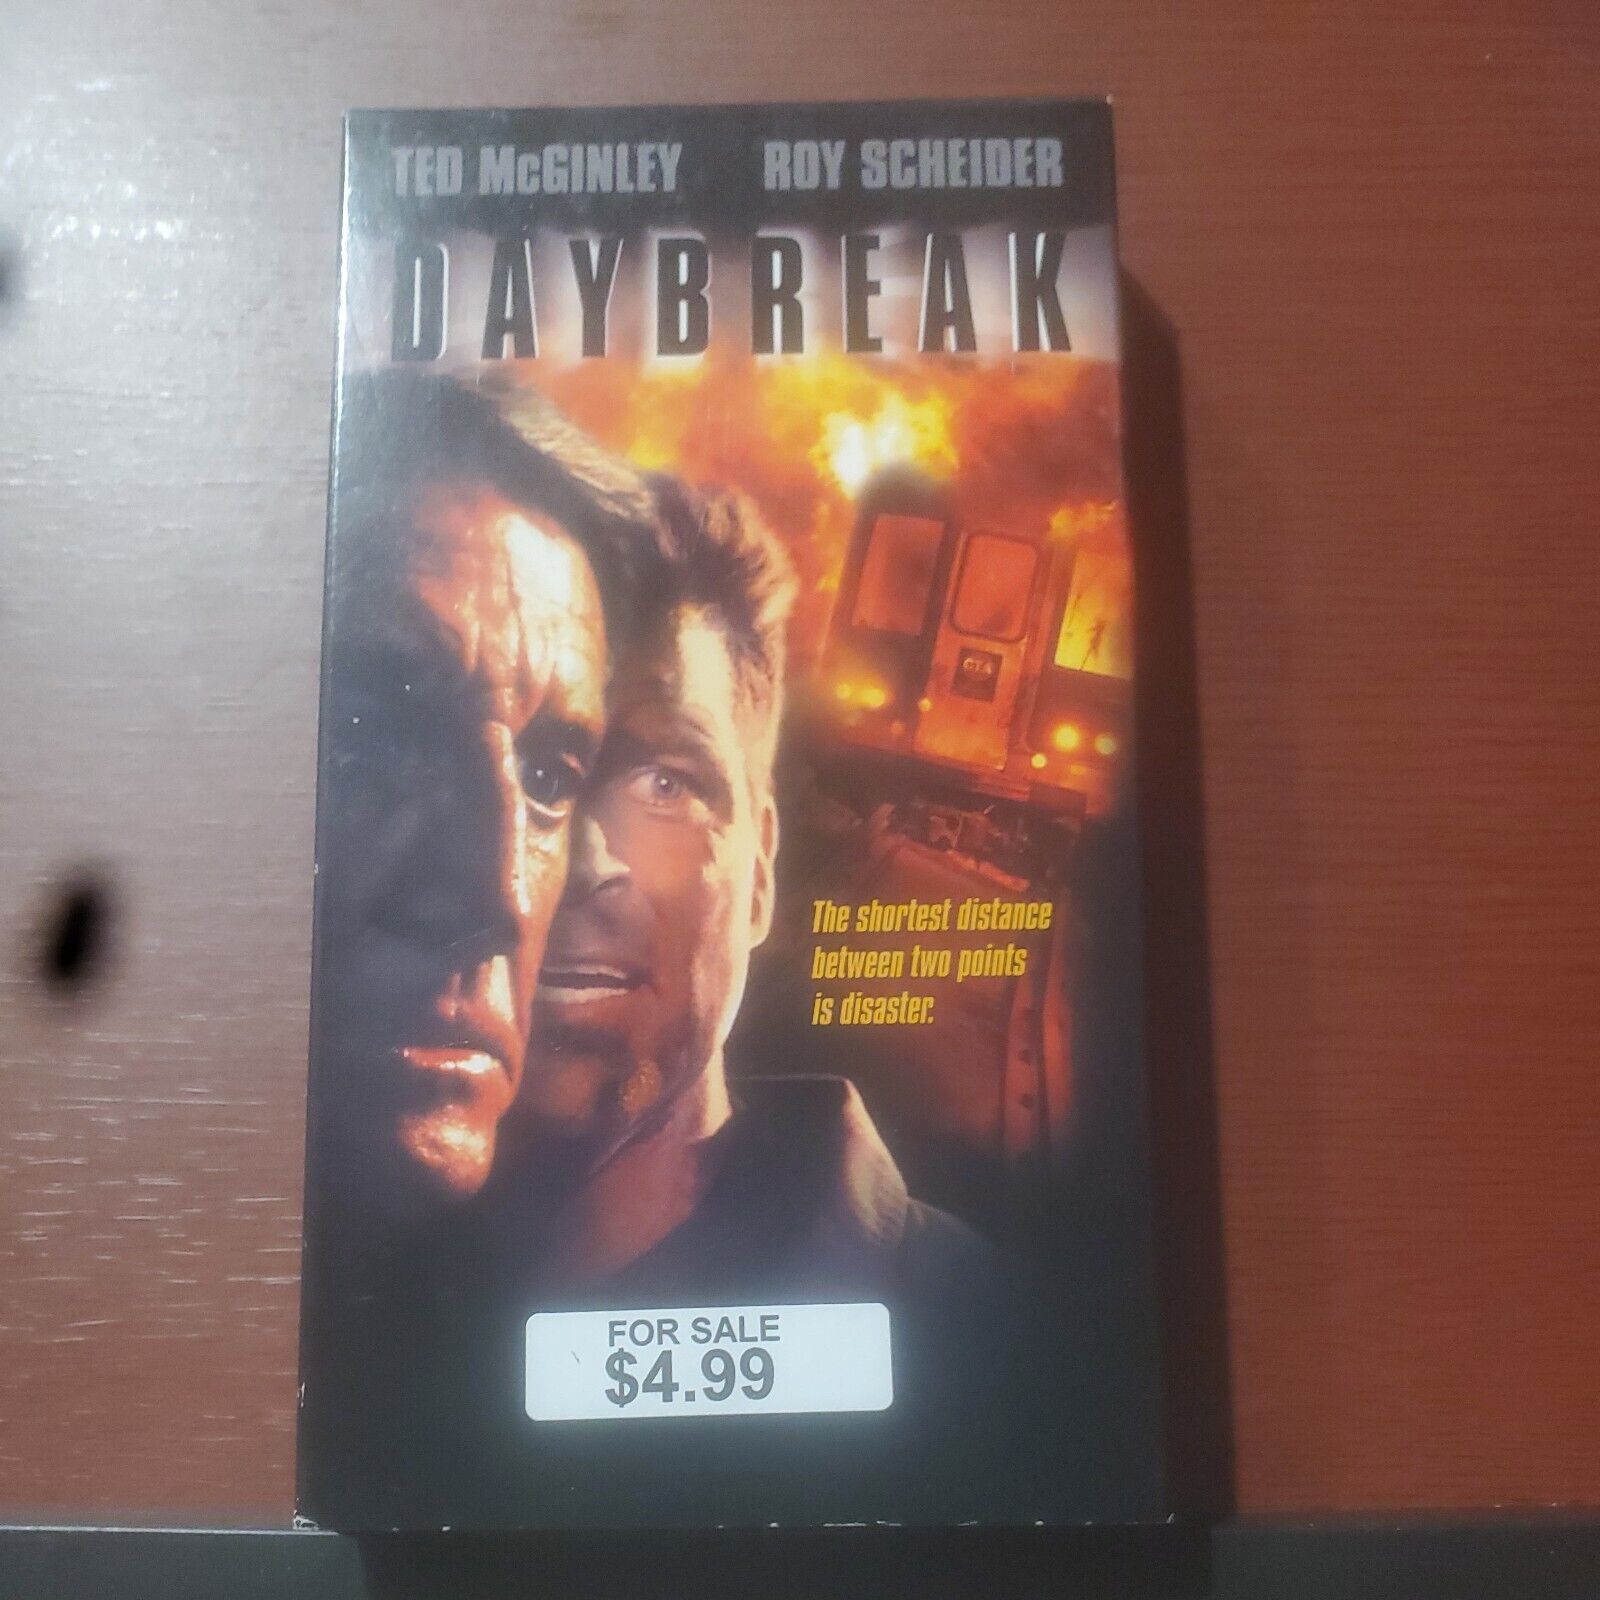 TED McGINLEY ROY SCHEIDER
DAYBREAK
The shortest distance
between two points
is disaster.
FOR SALE
$4.99